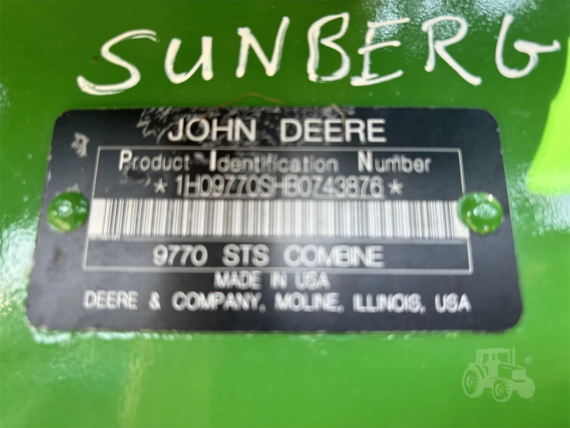 SUNBERG
JOHN DEERE
Product Identification Number
*1H09770SHB0743876*
9770 STS COMBINE
MADE IN USA
DEERE & COMPANY, MOLINE, ILLINOIS, USA